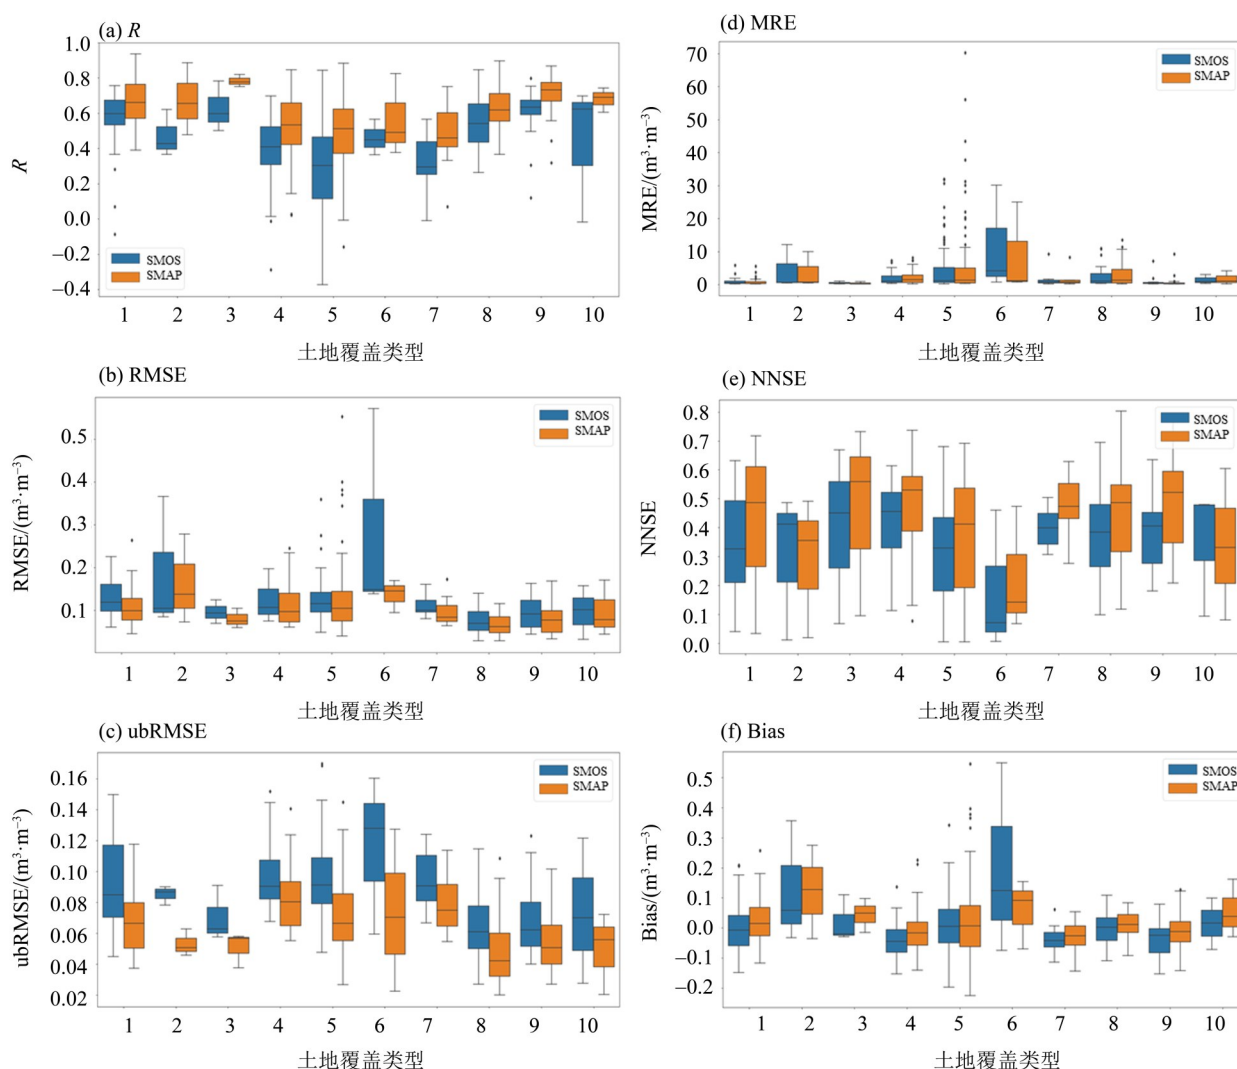 (a) R
R
1.0
0.8
0.6
0.4
0.2
0.0
−0.2
−0.4
SMOS
SMAP
1 2 3 4 5 6 7 8 9 10
土地覆盖类型
(b) RMSE
RMSE/(m³·m⁻³)
0.5
0.4
0.3
0.2
0.1
SMOS
SMAP
1 2 3 4 5 6 7 8 9 10
土地覆盖类型
(c) ubRMSE
ubRMSE/(m³·m⁻³)
0.16
0.14
0.12
0.10
0.08
0.06
0.04
0.02
SMOS
SMAP
1 2 3 4 5 6 7 8 9 10
土地覆盖类型
(d) MRE
MRE/(m³·m⁻³)
70
60
50
40
30
20
10
0
SMOS
SMAP
1 2 3 4 5 6 7 8 9 10
土地覆盖类型
(e) NNSE
NNSE
0.8
0.7
0.6
0.5
0.4
0.3
0.2
0.1
0.0
SMOS
SMAP
1 2 3 4 5 6 7 8 9 10
土地覆盖类型
(f) Bias
Bias/(m³·m⁻³)
0.5
0.4
0.3
0.2
0.1
0.0
−0.1
−0.2
SMOS
SMAP
1 2 3 4 5 6 7 8 9 10
土地覆盖类型